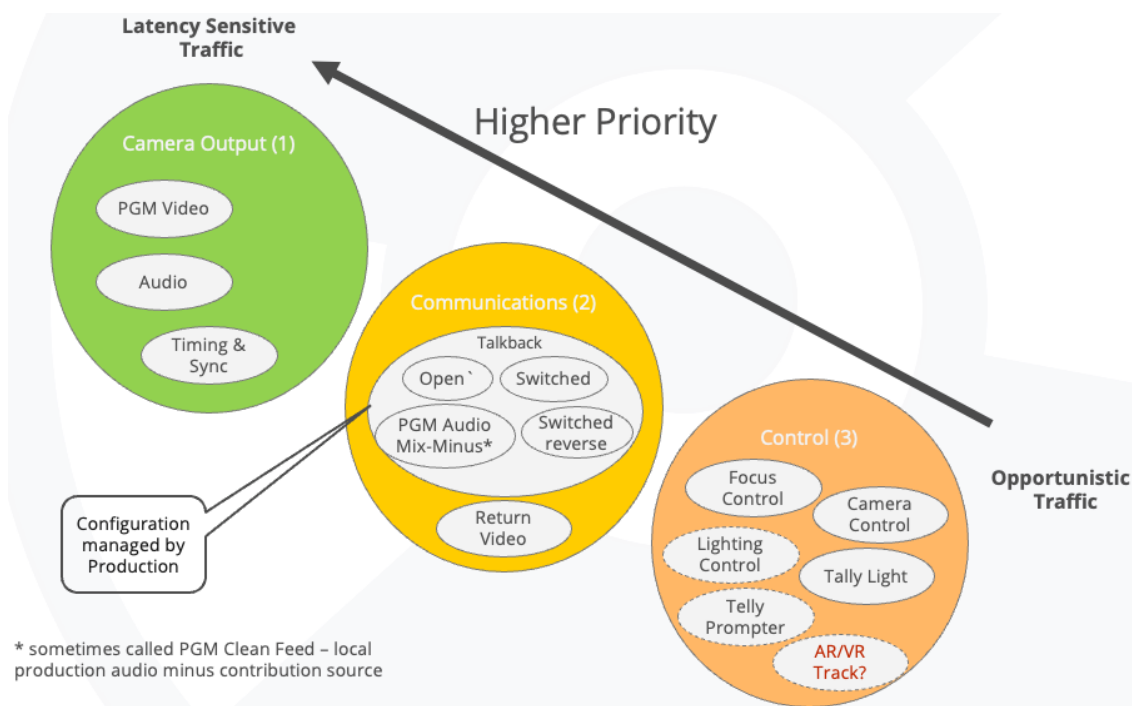 Latency Sensitive
Traffic
Higher Priority
Camera Output (1)
PGM Video
Audio
Timing &
Sync
Communications (2)
Talkback
Open`
Switched
PGM Audio
Mix-Minus*
Switched
reverse
Return
Video
Configuration
managed by
Production
Control (3)
Focus
Control
Camera
Control
Lighting
Control
Tally Light
Telly
Prompter
AR/VR
Track?
Opportunistic
Traffic
* sometimes called PGM Clean Feed – local
production audio minus contribution source